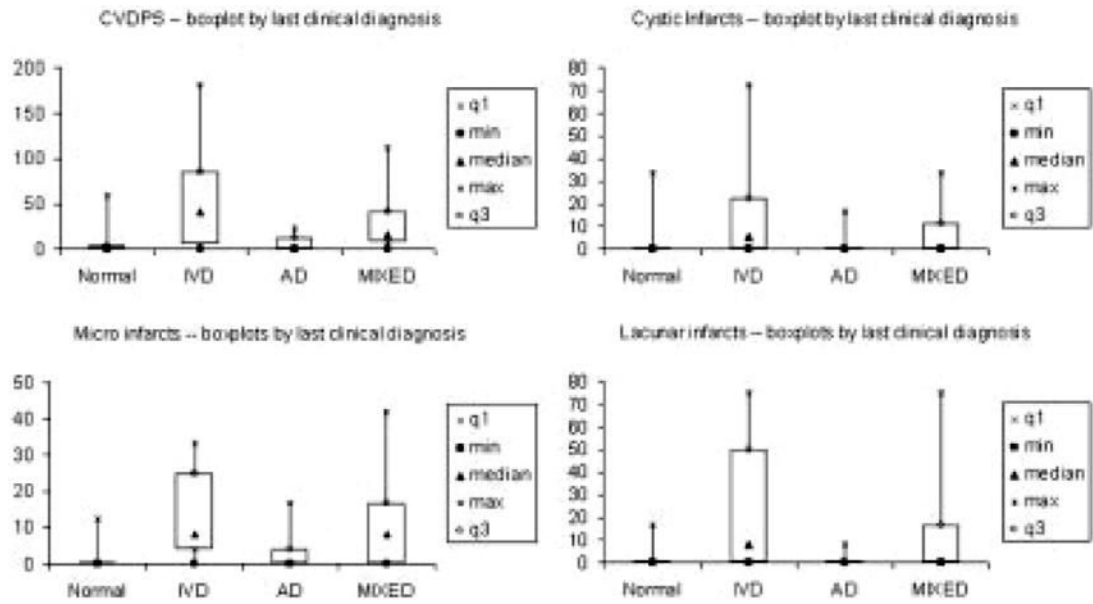 CVDPS – boxplot by last clinical diagnosis
200
150
100
50
0
Normal IVD AD MIXED
q1
min
median
max
q3
Cystic Infarcts – boxplot by last clinical diagnosis
80
70
60
50
40
30
20
10
0
Normal IVD AD MIXED
q1
min
median
max
q3
Micro infarcts -- boxplots by last clinical diagnosis
50
40
30
20
10
0
Normal IVD AD MIXED
q1
min
median
max
q3
Lacunar infarcts – boxplots by last clinical diagnosis
80
70
60
50
40
30
20
10
0
Normal IVD AD MIXED
q1
min
median
max
q3